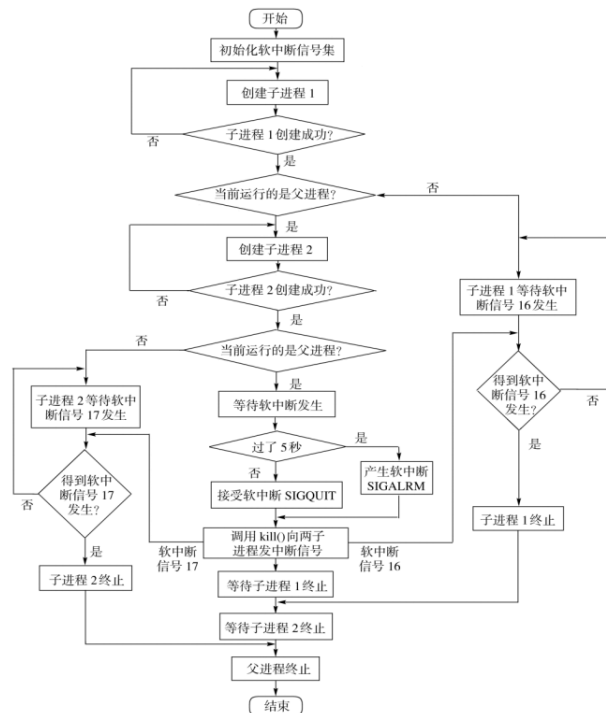 开始
初始化软中断信号集
创建子进程 1
子进程 1 创建成功?
否
是
当前运行的是父进程?
否
是
创建子进程 2
子进程 2 创建成功?
否
是
子进程 1 等待软中
断信号 16 发生
当前运行的是父进程?
否
是
子进程 2 等待软中
断信号 17 发生
等待软中断发生
得到软中
断信号 16
发生?
否
是
过了 5 秒
是
否
产生软中断
SIGALRM
接受软中断 SIGQUIT
得到软中
断信号 17
发生?
否
是
子进程 1 终止
调用 kill()向两子
进程发中断信号
软中断
信号 17
软中断
信号 16
子进程 2 终止
等待子进程 1 终止
等待子进程 2 终止
父进程终止
结束